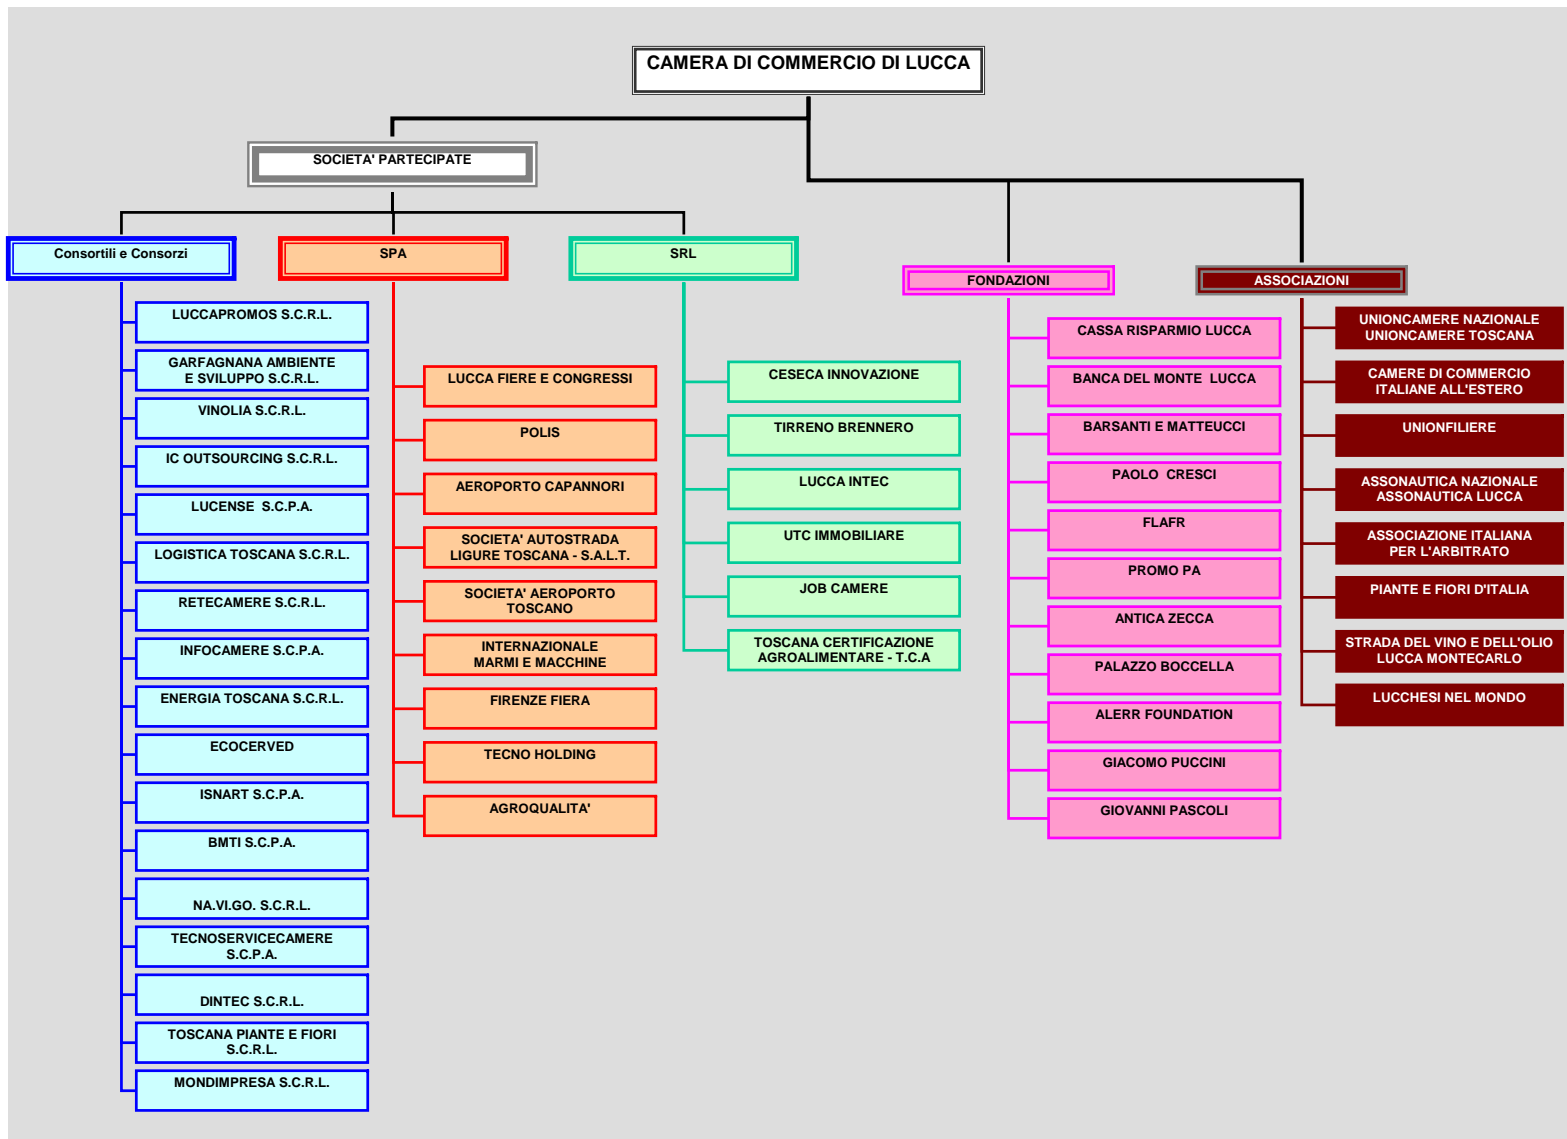 CAMERA DI COMMERCIO DI LUCCA
SOCIETA' PARTECIPATE
Consortili e Consorzi
LUCCAPROMOS S.C.R.L.
GARFAGNANA AMBIENTE
E SVILUPPO S.C.R.L.
VINOLIA S.C.R.L.
IC OUTSOURCING S.C.R.L.
LUCENSE S.C.P.A.
LOGISTICA TOSCANA S.C.R.L.
RETECAMERE S.C.R.L.
INFOCAMERE S.C.P.A.
ENERGIA TOSCANA S.C.R.L.
ECOCERVED
ISNART S.C.P.A.
BMTI S.C.P.A.
NA.VI.GO. S.C.R.L.
TECNOSERVICECAMERE
S.C.P.A.
DINTEC S.C.R.L.
TOSCANA PIANTE E FIORI
S.C.R.L.
MONDIMPRESA S.C.R.L.
SPA
LUCCA FIERE E CONGRESSI
POLIS
AEROPORTO CAPANNORI
SOCIETA' AUTOSTRADA
LIGURE TOSCANA - S.A.L.T.
SOCIETA' AEROPORTO
TOSCANO
INTERNAZIONALE
MARMI E MACCHINE
FIRENZE FIERA
TECNO HOLDING
AGROQUALITA'
SRL
CESECA INNOVAZIONE
TIRRENO BRENNERO
LUCCA INTEC
UTC IMMOBILIARE
JOB CAMERE
TOSCANA CERTIFICAZIONE
AGROALIMENTARE - T.C.A
FONDAZIONI
CASSA RISPARMIO LUCCA
BANCA DEL MONTE LUCCA
BARSANTI E MATTEUCCI
PAOLO CRESCI
FLAFR
PROMO PA
ANTICA ZECCA
PALAZZO BOCCELLA
ALERR FOUNDATION
GIACOMO PUCCINI
GIOVANNI PASCOLI
ASSOCIAZIONI
UNIONCAMERE NAZIONALE
UNIONCAMERE TOSCANA
CAMERE DI COMMERCIO
ITALIANE ALL'ESTERO
UNIONFILIERE
ASSONAUTICA NAZIONALE
ASSONAUTICA LUCCA
ASSOCIAZIONE ITALIANA
PER L'ARBITRATO
PIANTE E FIORI D'ITALIA
STRADA DEL VINO E DELL'OLIO
LUCCA MONTECARLO
LUCCHESI NEL MONDO